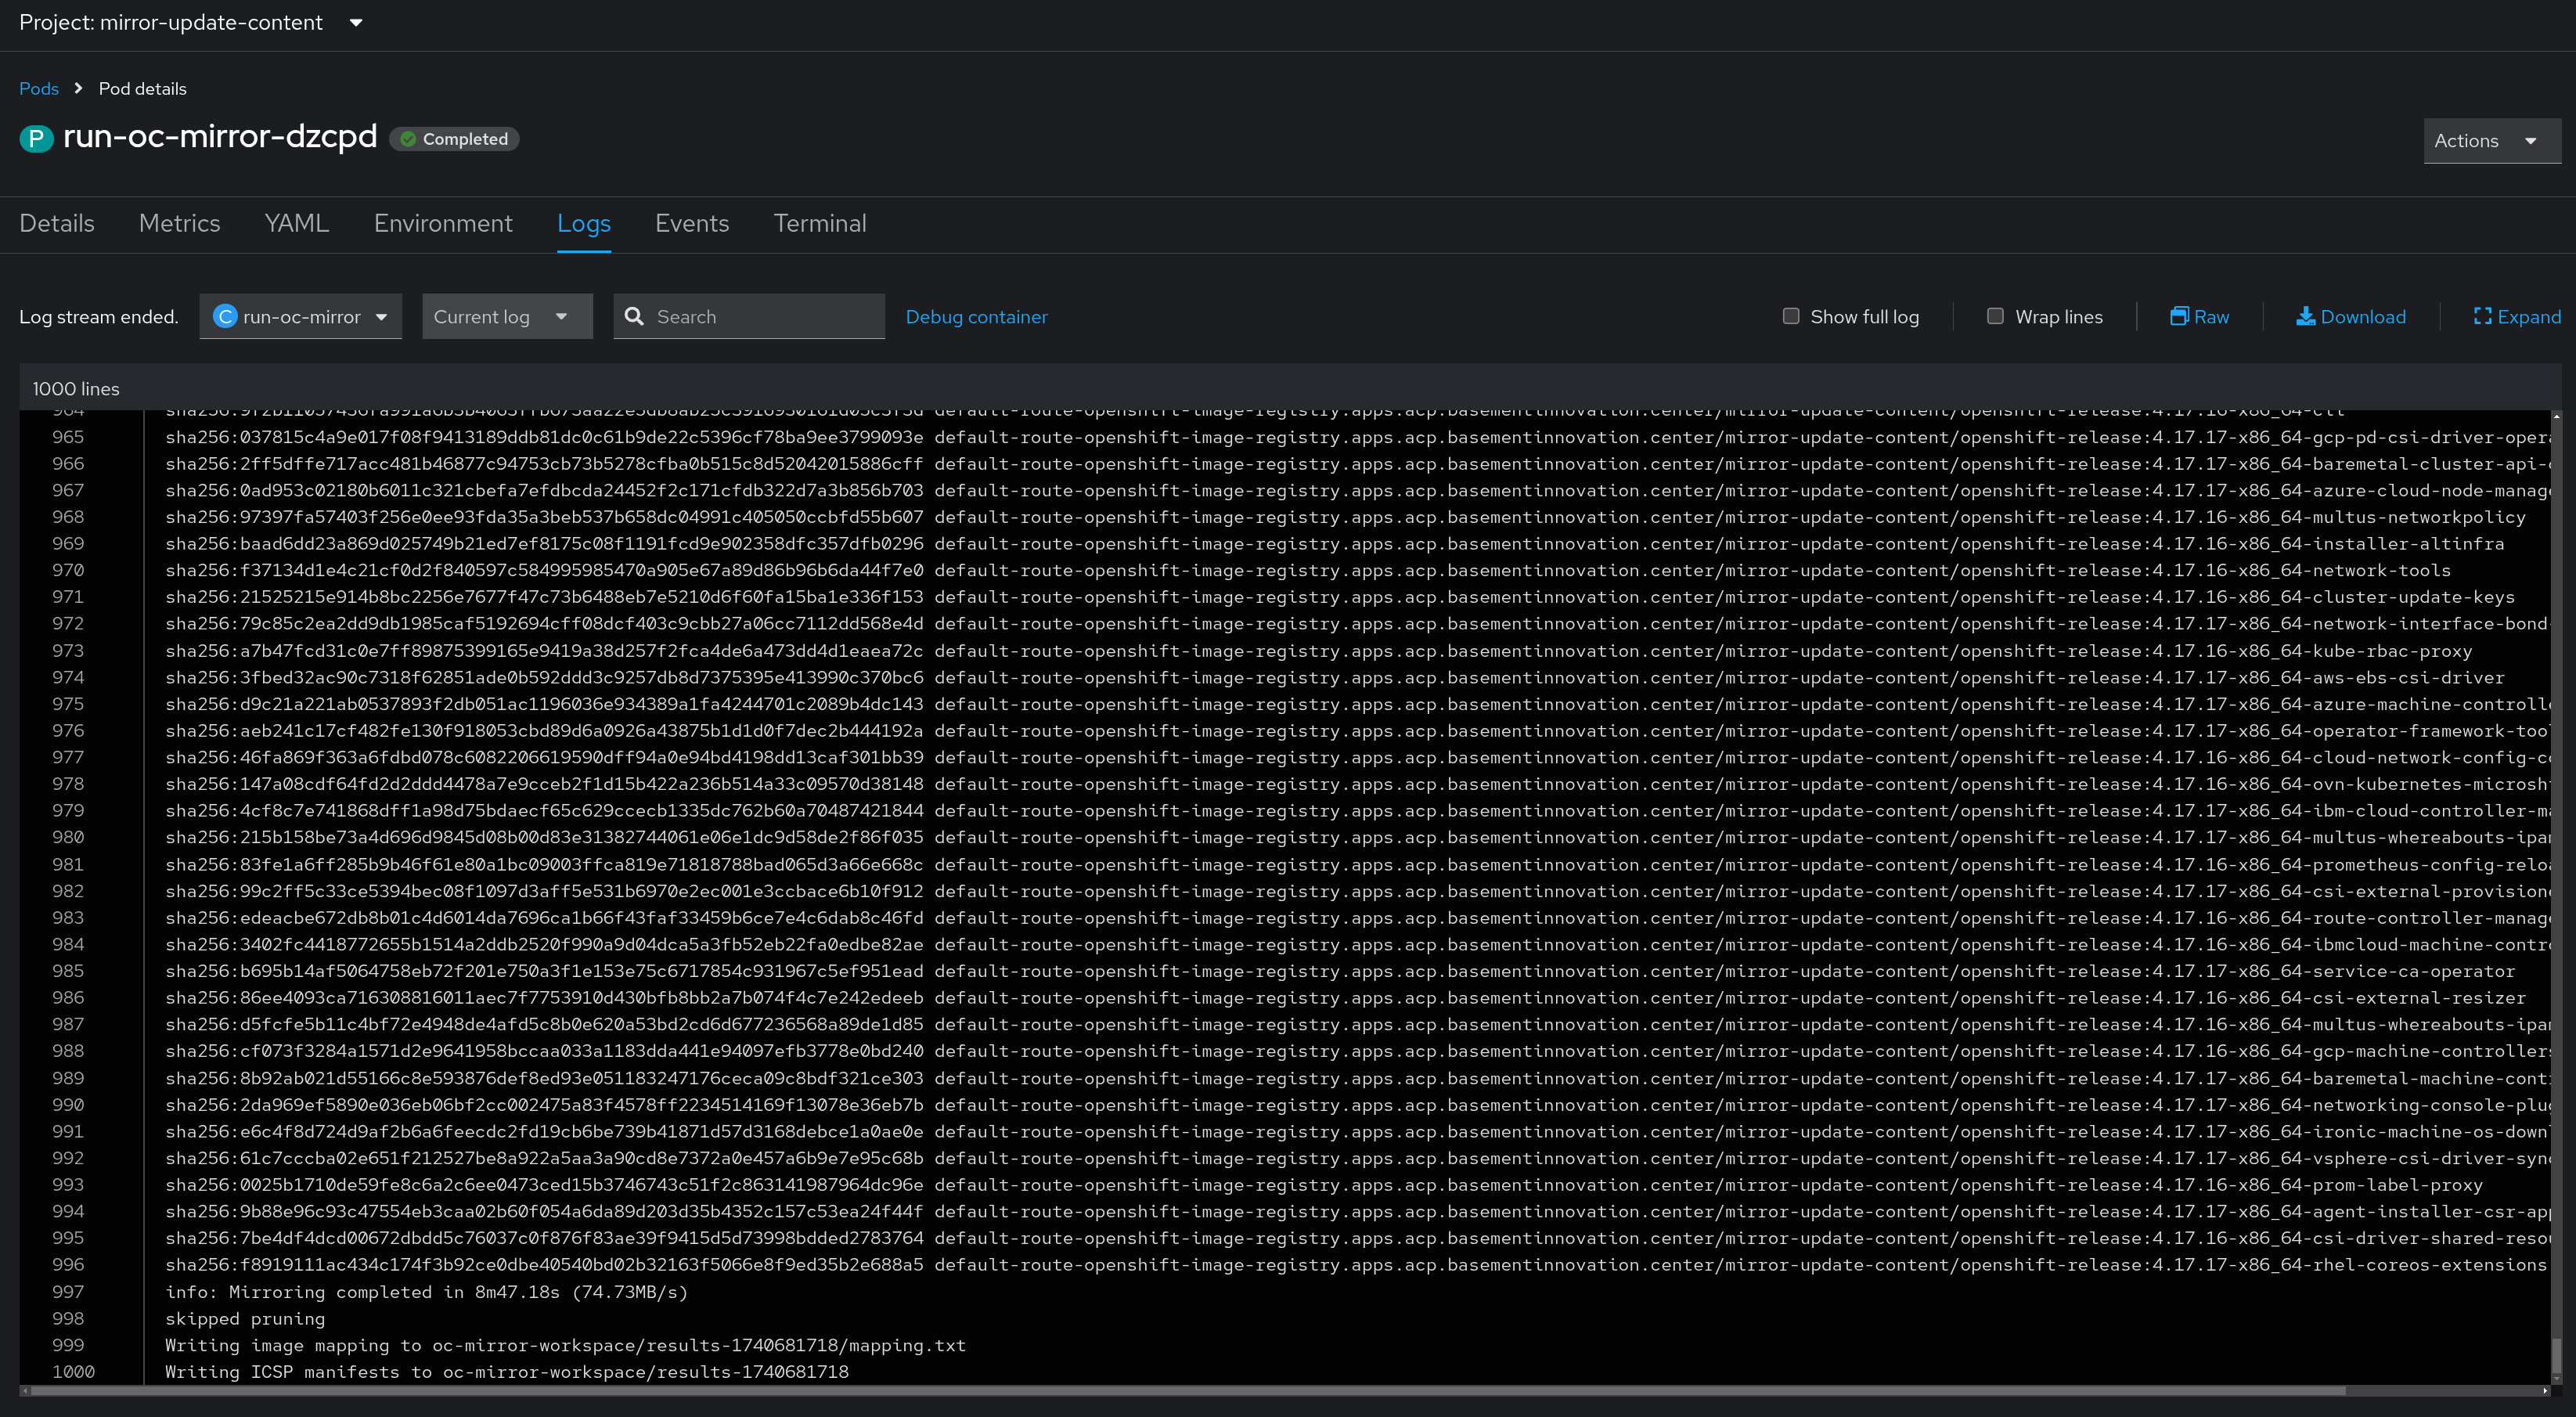 Project: mirror-update-content
Pods
Pod details
P run-oc-mirror-dzcpd Completed
Actions
Details Metrics YAML Environment Logs Events Terminal
Log stream ended. C run-oc-mirror Current log Search Debug container Show full log Wrap lines Raw Download Expand
1000 lines
965 sha256:037815c4a9e017f08f9413189ddb81dc0c61b9de22c5396cf78ba9ee3799093e default-route-openshift-image-registry.apps.acp.basementinnovation.center/mirror-update-content/openshift-release:4.17.17-x86_64-gcp-pd-csi-driver-opera
966 sha256:2ff5dffe717acc481b46877c94753cb73b5278cfba0b515c8d52042015886cff default-route-openshift-image-registry.apps.acp.basementinnovation.center/mirror-update-content/openshift-release:4.17.16-x86_64-baremetal-cluster-api-
967 sha256:0ad953c02180b6011c321cbefa7efdbcda24452f2c171cfdb322d7a3b856b703 default-route-openshift-image-registry.apps.acp.basementinnovation.center/mirror-update-content/openshift-release:4.17.17-x86_64-azure-cloud-node-manag
968 sha256:97397fa57403f256e0ee93fda35a3beb537b658dc04991c405050ccbfd55b607 default-route-openshift-image-registry.apps.acp.basementinnovation.center/mirror-update-content/openshift-release:4.17.16-x86_64-multus-networkpolicy
969 sha256:baad6dd23a869d025749b21ed7ef8175c08f1191fcd9e902358dfc357dfb0296 default-route-openshift-image-registry.apps.acp.basementinnovation.center/mirror-update-content/openshift-release:4.17.16-x86_64-installer-altinfra
970 sha256:f37134d1e4c21cf0d2f840597c584995985470a905e67a89d86b96b6da44f7e0 default-route-openshift-image-registry.apps.acp.basementinnovation.center/mirror-update-content/openshift-release:4.17.16-x86_64-network-tools
971 sha256:21525215e914b8bc2256e7677f47c73b6488eb7e5210d6f60fa15ba1e336f153 default-route-openshift-image-registry.apps.acp.basementinnovation.center/mirror-update-content/openshift-release:4.17.16-x86_64-cluster-update-keys
972 sha256:79c85c2ea2dd9db1985caf5192694cff08dcf403c9cbb27a06cc7112dd568e4d default-route-openshift-image-registry.apps.acp.basementinnovation.center/mirror-update-content/openshift-release:4.17.17-x86_64-network-interface-bond-
973 sha256:a7b47fcd31c0e7ff89875399165e9419a38d257f2fca4de6a473dd4d1eaea72c default-route-openshift-image-registry.apps.acp.basementinnovation.center/mirror-update-content/openshift-release:4.17.16-x86_64-kube-rbac-proxy
974 sha256:3fbed32ac90c7318f62851ade0b592ddd3c9257db8d7375395e413990c370bc6 default-route-openshift-image-registry.apps.acp.basementinnovation.center/mirror-update-content/openshift-release:4.17.16-x86_64-aws-ebs-csi-driver
975 sha256:d9c21a221ab0537893f2db051ac1196036e934389a1fa4244701c2089b4dc143 default-route-openshift-image-registry.apps.acp.basementinnovation.center/mirror-update-content/openshift-release:4.17.16-x86_64-azure-machine-controll
976 sha256:aeb241c17cf482fe130f918053cbd89d6a0926a43875b1d1d0f7dec2b444192a default-route-openshift-image-registry.apps.acp.basementinnovation.center/mirror-update-content/openshift-release:4.17.16-x86_64-operator-framework-too
977 sha256:46fa869f363a6fdbd078c6082206619590dff94a0e94bd4198dd13caf301bb39 default-route-openshift-image-registry.apps.acp.basementinnovation.center/mirror-update-content/openshift-release:4.17.16-x86_64-cloud-network-config-c
978 sha256:147a08cdf64fd2d2ddd4478a7e9cceb2f1d15b422a236b514a33c09570d38148 default-route-openshift-image-registry.apps.acp.basementinnovation.center/mirror-update-content/openshift-release:4.17.16-x86_64-ovn-kubernetes-microsh
979 sha256:4cf8c7e741868dff1a98d75bdaecf65c629ccecb1335dc762b60a70487421844 default-route-openshift-image-registry.apps.acp.basementinnovation.center/mirror-update-content/openshift-release:4.17.17-x86_64-ibm-cloud-controller-m
980 sha256:215b158be73a4d696d9845d08b00d83e31382744061e06e1dc9d58de2f86f035 default-route-openshift-image-registry.apps.acp.basementinnovation.center/mirror-update-content/openshift-release:4.17.17-x86_64-multus-whereabouts-ipa
981 sha256:83fe1a6ff285b9b46f61e80a1bc09003ffca819e71818788bad065d3a66e668c default-route-openshift-image-registry.apps.acp.basementinnovation.center/mirror-update-content/openshift-release:4.17.16-x86_64-prometheus-config-relo
982 sha256:99c2ff5c33ce5394bec08f1097d3aff5e531b6970e2ec001e3ccbace6b10f912 default-route-openshift-image-registry.apps.acp.basementinnovation.center/mirror-update-content/openshift-release:4.17.17-x86_64-csi-external-provision
983 sha256:edeacbe672db8b01c4d6014da7696ca1b66f43faf33459b6ce7e4c6dab8c46fd default-route-openshift-image-registry.apps.acp.basementinnovation.center/mirror-update-content/openshift-release:4.17.16-x86_64-route-controller-manag
984 sha256:3402fc4418772655b1514a2ddb2520f990a9d04dca5a3fb52eb22fa0edbe82ae default-route-openshift-image-registry.apps.acp.basementinnovation.center/mirror-update-content/openshift-release:4.17.16-x86_64-ibmcloud-machine-contr
985 sha256:b695b14af5064758eb72f201e750a3f1e153e75c6717854c931967c5ef951ead default-route-openshift-image-registry.apps.acp.basementinnovation.center/mirror-update-content/openshift-release:4.17.17-x86_64-service-ca-operator
986 sha256:86ee4093ca716308816011aec7f7753910d430bfb8bb2a7b074f4c7e242edeeb default-route-openshift-image-registry.apps.acp.basementinnovation.center/mirror-update-content/openshift-release:4.17.16-x86_64-csi-external-resizer
987 sha256:d5fcfe5b11c4bf72e4948de4afd5c8b0e620a53bd2cd6d677236568a89de1d85 default-route-openshift-image-registry.apps.acp.basementinnovation.center/mirror-update-content/openshift-release:4.17.16-x86_64-multus-whereabouts-ipa
988 sha256:cf073f3284a1571d2e9641958bccaa033a1183dda441e94097efb3778e0bd240 default-route-openshift-image-registry.apps.acp.basementinnovation.center/mirror-update-content/openshift-release:4.17.16-x86_64-gcp-machine-controllers
989 sha256:8b92ab021d55166c8e593876def8ed93e051183247176ceca09c8bdf321ce303 default-route-openshift-image-registry.apps.acp.basementinnovation.center/mirror-update-content/openshift-release:4.17.16-x86_64-baremetal-machine-cont
990 sha256:2da969ef5890e036eb06bf2cc002475a83f4578ff2234514169f13078e36eb7b default-route-openshift-image-registry.apps.acp.basementinnovation.center/mirror-update-content/openshift-release:4.17.16-x86_64-networking-console-plu
991 sha256:e6c4f8d724d9af2b6a6feecdc2fd19cb6be739b41871d57d3168debce1a0ae0e default-route-openshift-image-registry.apps.acp.basementinnovation.center/mirror-update-content/openshift-release:4.17.17-x86_64-ironic-machine-os-down
992 sha256:61c7cccba02e651f212527be8a922a5aa3a90cd8e7372a0e457a6b9e7e95c68b default-route-openshift-image-registry.apps.acp.basementinnovation.center/mirror-update-content/openshift-release:4.17.17-x86_64-vsphere-csi-driver-syn
993 sha256:0025b1710de59fe8c6a2c6ee0473ced15b3746743c51f2c863141987964dc96e default-route-openshift-image-registry.apps.acp.basementinnovation.center/mirror-update-content/openshift-release:4.17.16-x86_64-prom-label-proxy
994 sha256:9b88e96c93c47554eb3caa02b60f054a6da89d203d35b4352c157c53ea24f44f default-route-openshift-image-registry.apps.acp.basementinnovation.center/mirror-update-content/openshift-release:4.17.17-x86_64-agent-installer-csr-ap
995 sha256:7be4df4dcd00672dbdd5c76037c0f876f83ae39f9415d5d73998bdded2783764 default-route-openshift-image-registry.apps.acp.basementinnovation.center/mirror-update-content/openshift-release:4.17.16-x86_64-csi-driver-shared-reso
996 sha256:f8919111ac434c174f3b92ce0dbe40540bd02b32163f5066e8f9ed35b2e688a5 default-route-openshift-image-registry.apps.acp.basementinnovation.center/mirror-update-content/openshift-release:4.17.17-x86_64-rhel-coreos-extensions
997 info: Mirroring completed in 8m47.18s (74.73MB/s)
998 skipped pruning
999 Writing image mapping to oc-mirror-workspace/results-1740681718/mapping.txt
1000 Writing ICSP manifests to oc-mirror-workspace/results-1740681718